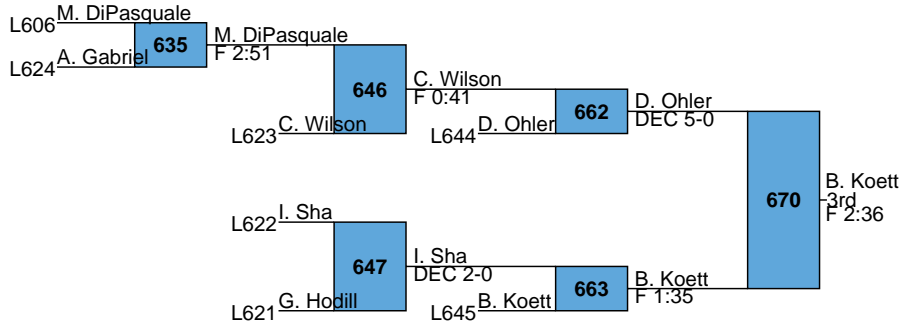 M. DiPasquale
L606
635
M. DiPasquale
F 2:51
A. Gabriel
L624
646
C. Wilson
F 0:41
662
D. Ohler
DEC 5-0
C. Wilson
L623
D. Ohler
L644
670
B. Koett
3rd
F 2:36
I. Sha
L622
647
I. Sha
DEC 2-0
663
B. Koett
F 1:35
G. Hodill
L621
B. Koett
L645